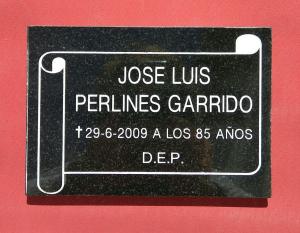 JOSE LUIS
PERLINES GARRIDO
✝29-6-2009 A LOS 85 AÑOS
D.E.P.